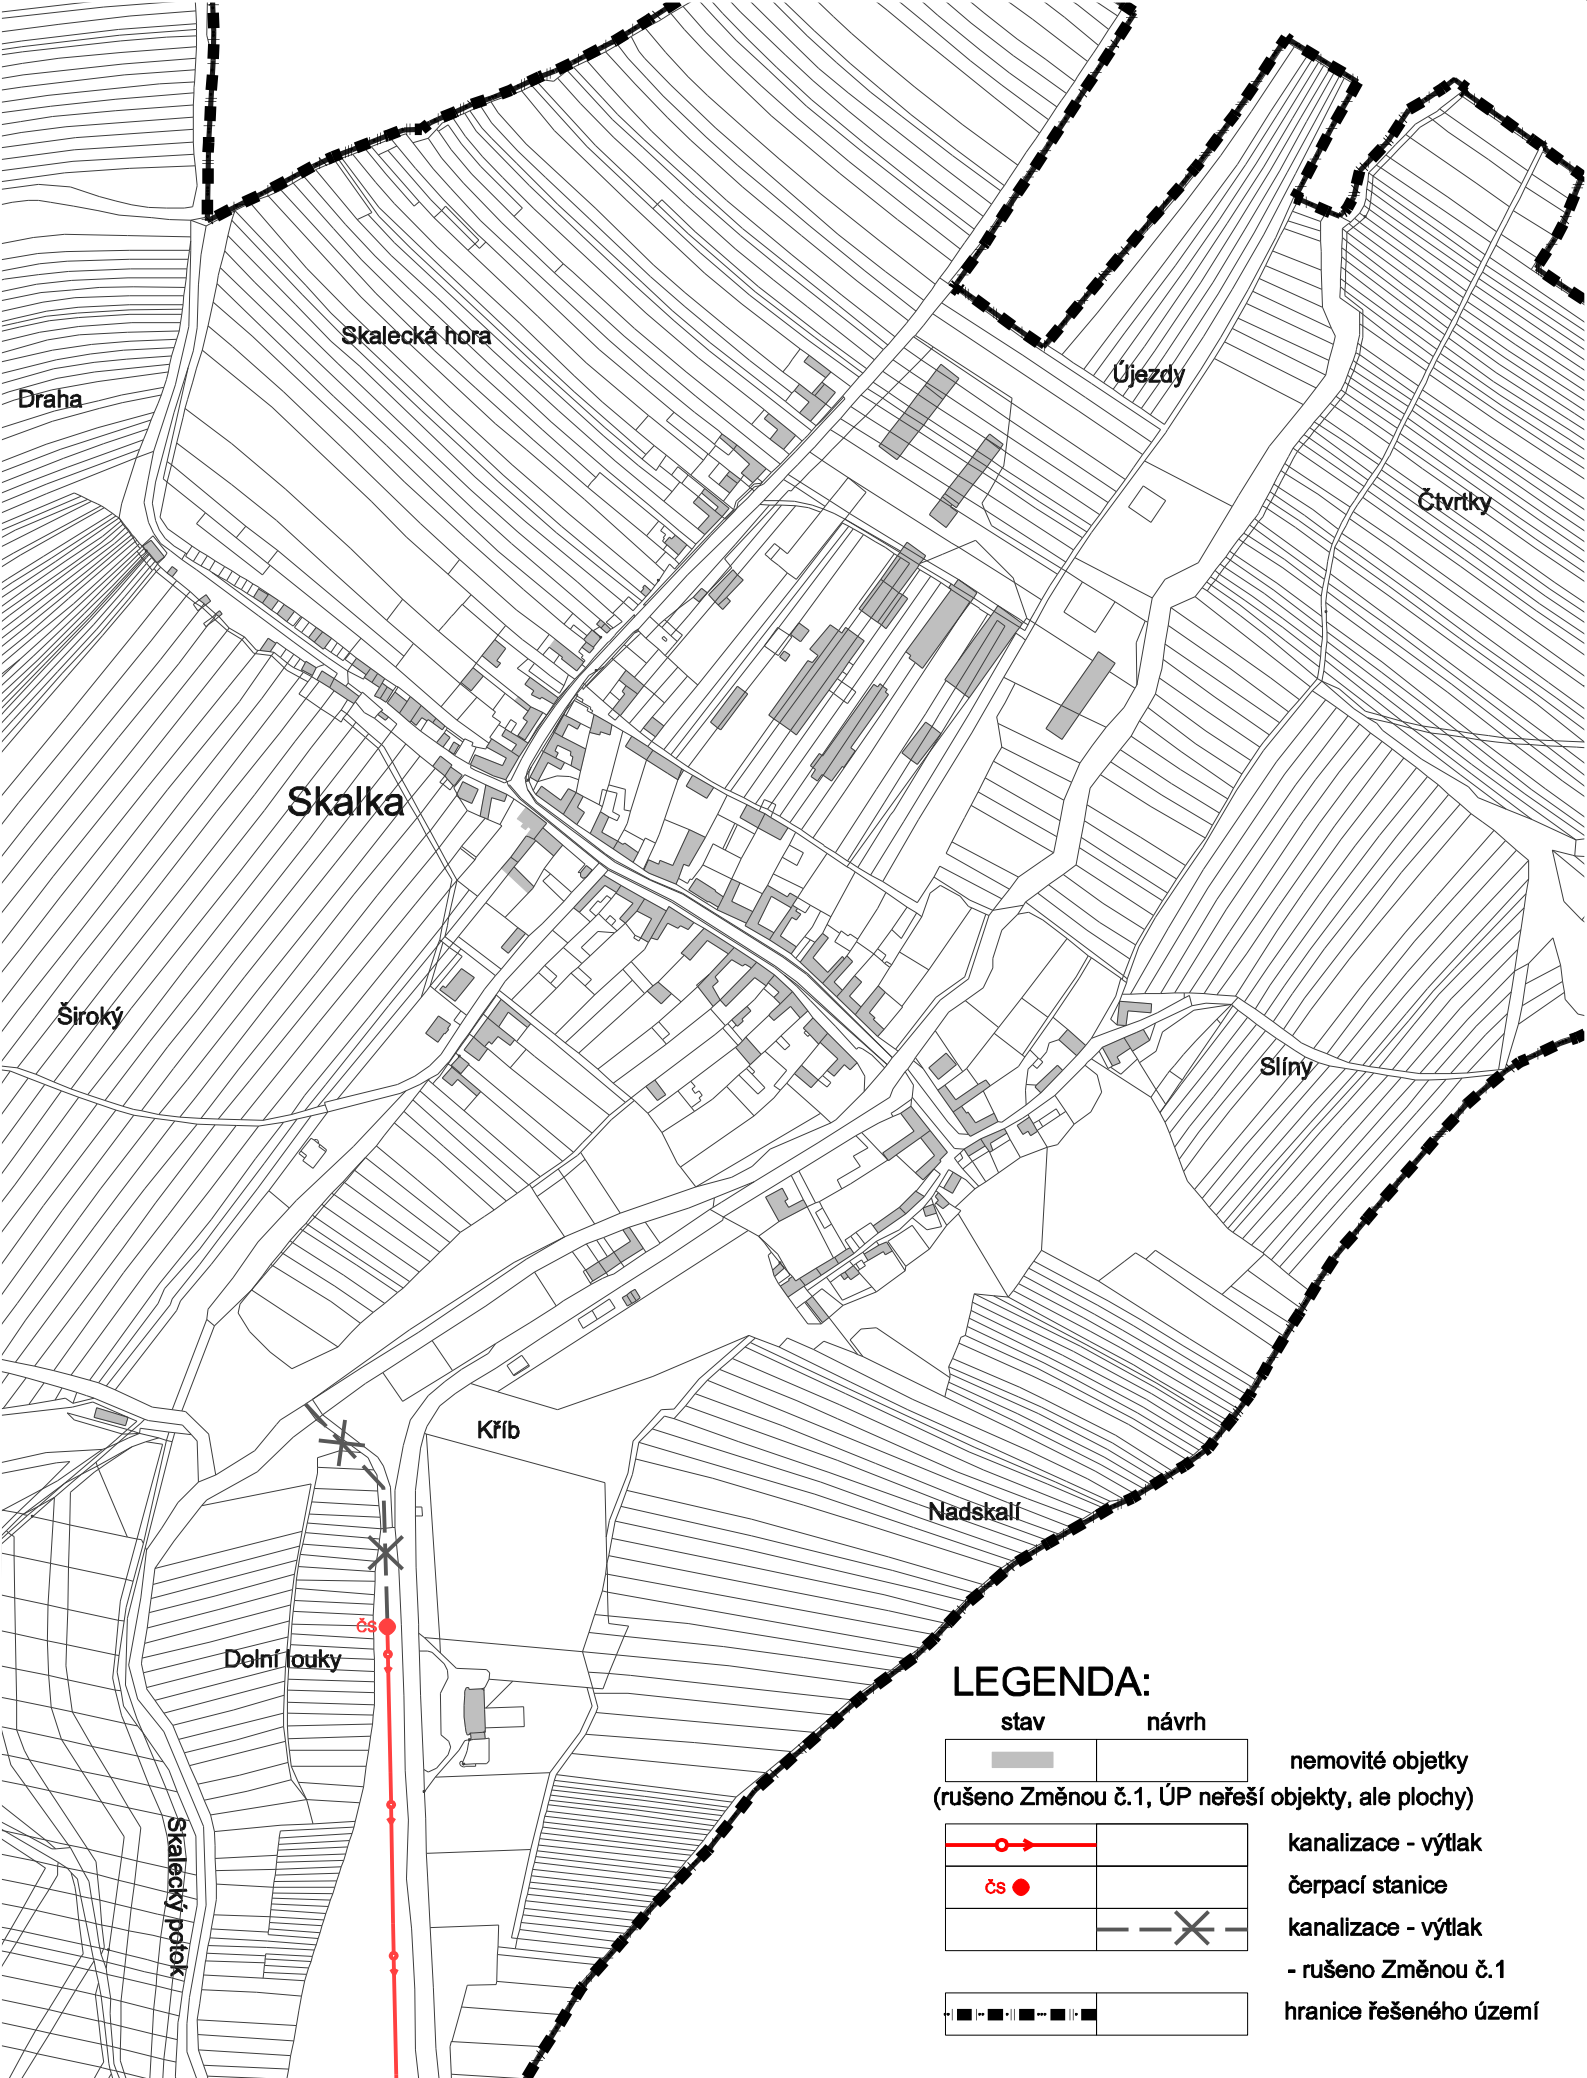 Skalecká hora
Újezdy
Draha
Čtvrtky
Skalka
Široký
Slíny
Kříb
Nadskalí
čs
Dolní louky
Skalecký potok
LEGENDA:
stav návrh
nemovité objetky
(rušeno Změnou č.1, ÚP neřeší objekty, ale plochy)
kanalizace - výtlak
čs čerpací stanice
kanalizace - výtlak
- rušeno Změnou č.1
hranice řešeného území